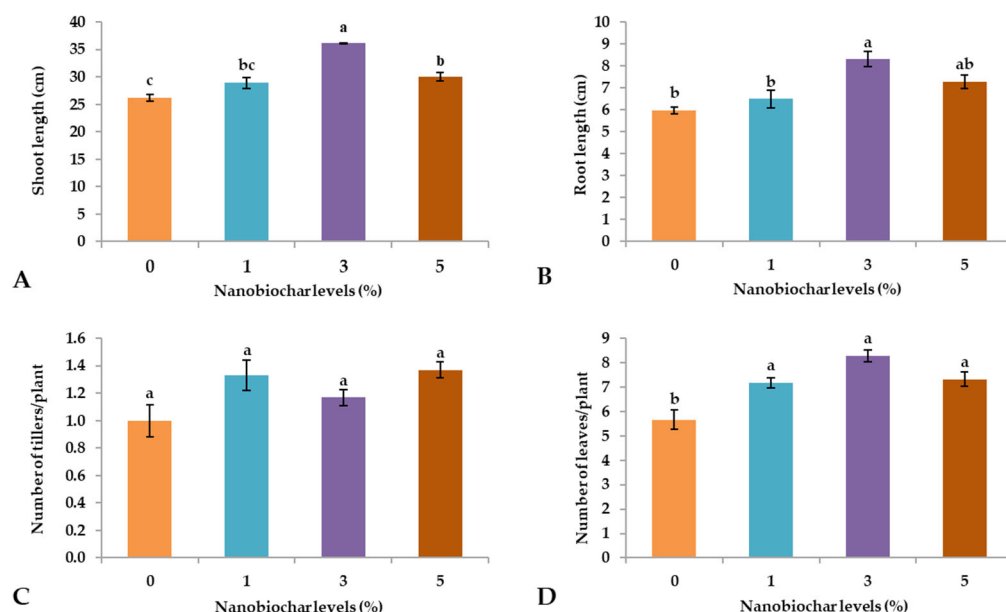 40
35
30
25
20
15
10
5
0
Shoot length (cm)
c
bc
a
b
0 1 3 5
Nanobiochar levels (%)
A
10
9
8
7
6
5
4
3
2
1
0
Root length (cm)
b
b
a
ab
0 1 3 5
Nanobiochar levels (%)
B
1.6
1.4
1.2
1.0
0.8
0.6
0.4
0.2
0.0
Number of tillers/plant
a
a
a
a
0 1 3 5
Nanobiochar levels (%)
C
9
8
7
6
5
4
3
2
1
0
Number of leaves/plant
b
a
a
a
0 1 3 5
Nanobiochar levels (%)
D